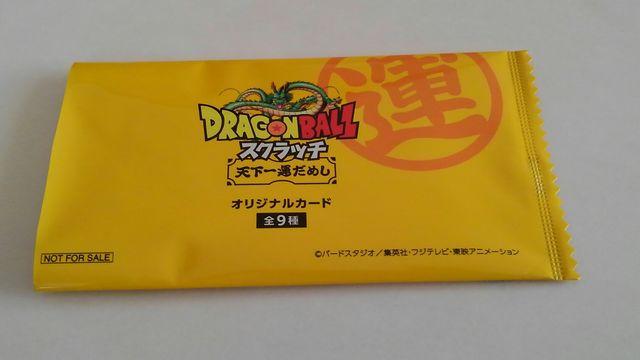 運
DRAGONBALL
スクラッチ
天下一運だめし
オリジナルカード
全9種
NOT FOR SALE
©バードスタジオ/集英社・フジテレビ・東映アニメーション